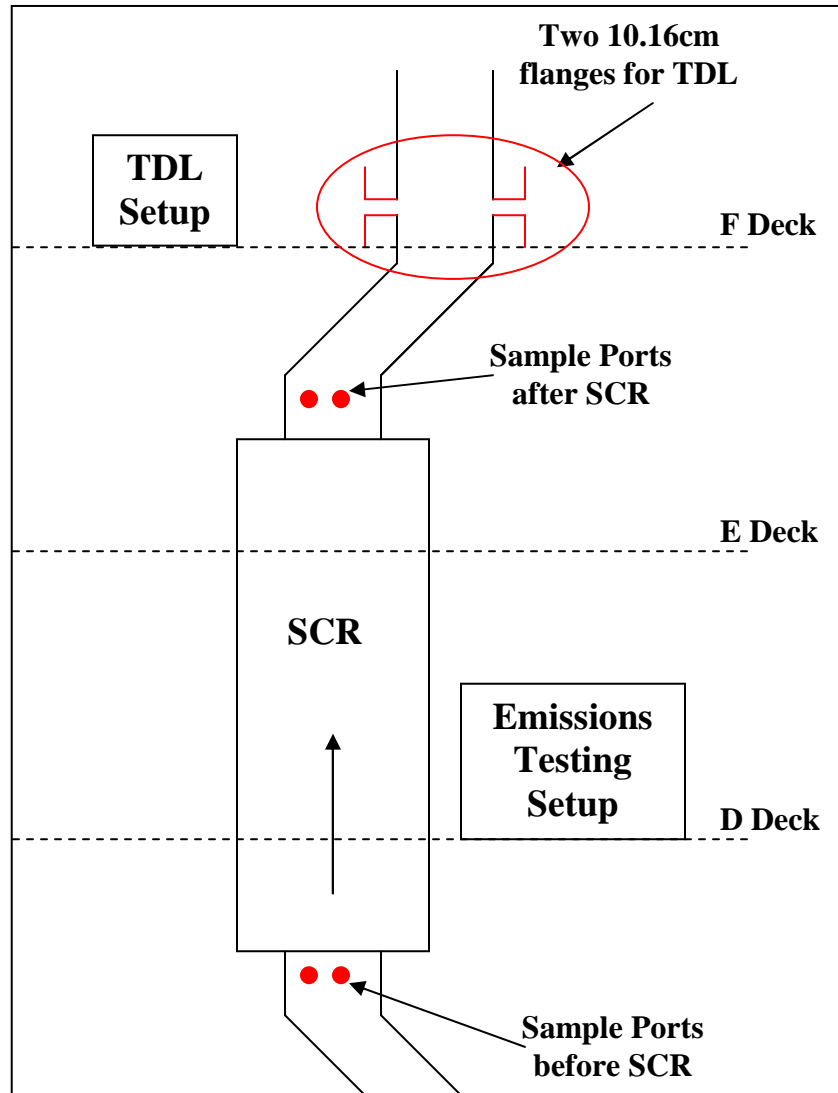 Two 10.16cm
flanges for TDL
TDL
Setup
F Deck
Sample Ports
after SCR
E Deck
SCR
Emissions
Testing
Setup
D Deck
Sample Ports
before SCR